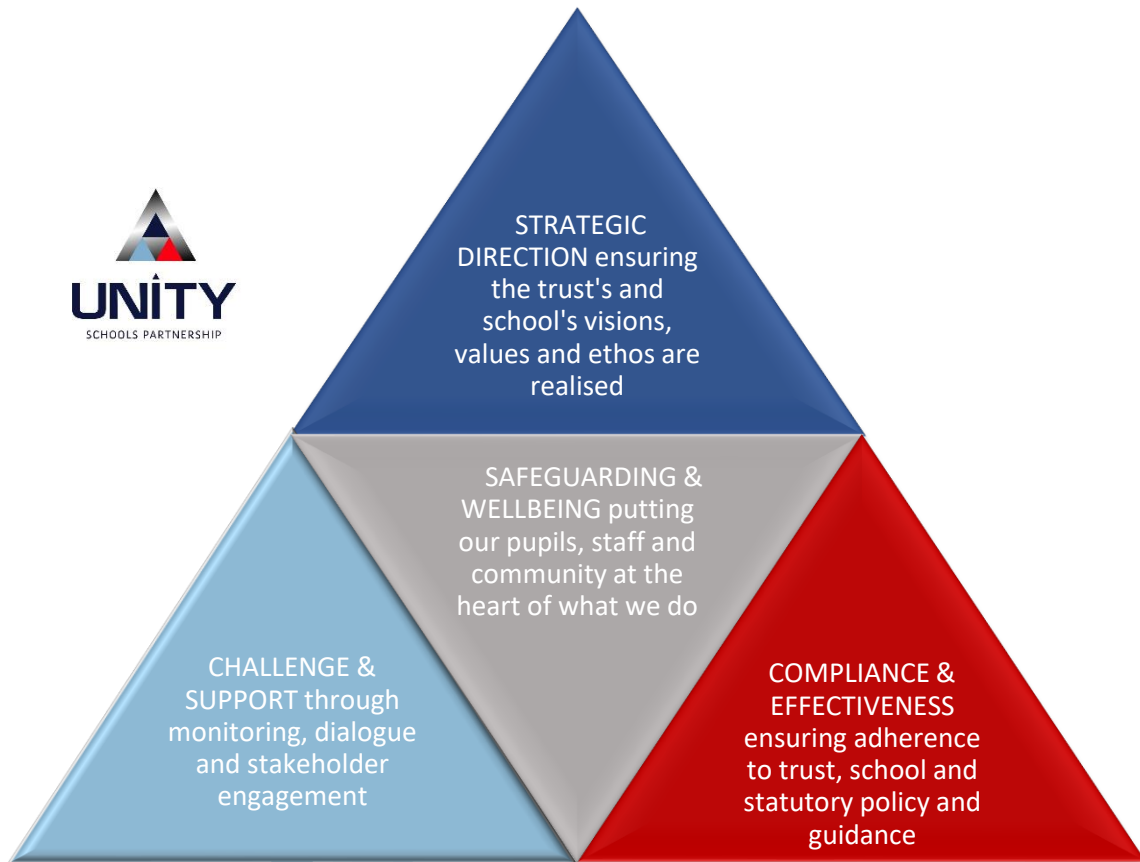 UNITY
SCHOOLS PARTNERSHIP
STRATEGIC
DIRECTION ensuring
the trust's and
school's visions,
values and ethos are
realised
SAFEGUARDING &
WELLBEING putting
our pupils, staff and
community at the
heart of what we do
CHALLENGE &
SUPPORT through
monitoring, dialogue
and stakeholder
engagement
COMPLIANCE &
EFFECTIVENESS
ensuring adherence
to trust, school and
statutory policy and
guidance